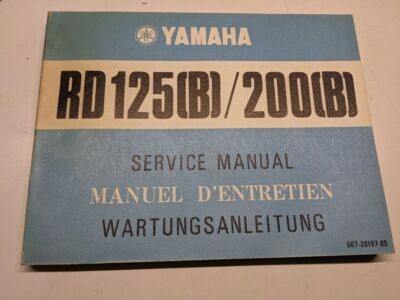 YAMAHA
RD125(B)/200(B)
SERVICE MANUAL
MANUEL D'ENTRETIEN
WARTUNGSANLEITUNG
507-28197-80